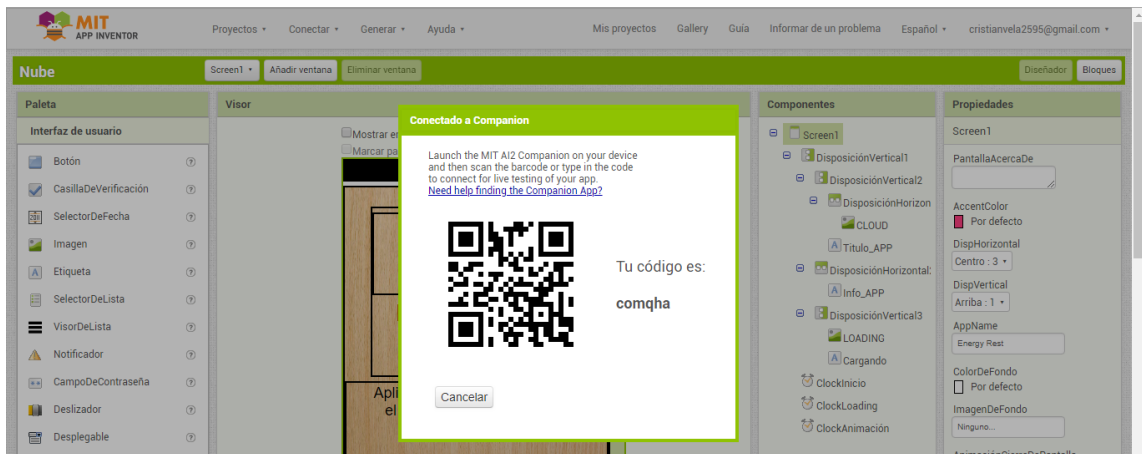 MIT
APP INVENTOR
Proyectos Conectar Generar Ayuda Mis proyectos Gallery Guía Informar de un problema Español cristianvela2595@gmail.com
Nube Screen1 Añadir ventana Eliminar ventana Diseñador Bloques
Paleta
Interfaz de usuario
Botón
CasillaDeVerificación
SelectorDeFecha
Imagen
Etiqueta
SelectorDeLista
VisorDeLista
Notificador
CampoDeContraseña
Deslizador
Desplegable
Visor
Mostrar
Marcar
Apli
el
Conectado a Companion
Launch the MIT AI2 Companion on your device
and then scan the barcode or type in the code
to connect for live testing of your app.
Need help finding the Companion App?
Tu código es:
comqha
Cancelar
Componentes
Screen1
DisposiciónVertical1
DisposiciónVertical2
DisposiciónHorizon
CLOUD
Titulo_APP
DisposiciónHorizontal
Info_APP
DisposiciónVertical3
LOADING
Cargando
ClockInicio
ClockLoading
ClockAnimación
Propiedades
Screen1
PantallaAcercaDe
AccentColor
Por defecto
DispHorizontal
Centro : 3
DispVertical
Arriba : 1
AppName
Energy Rest
ColorDeFondo
Por defecto
ImagenDeFondo
Ninguno...